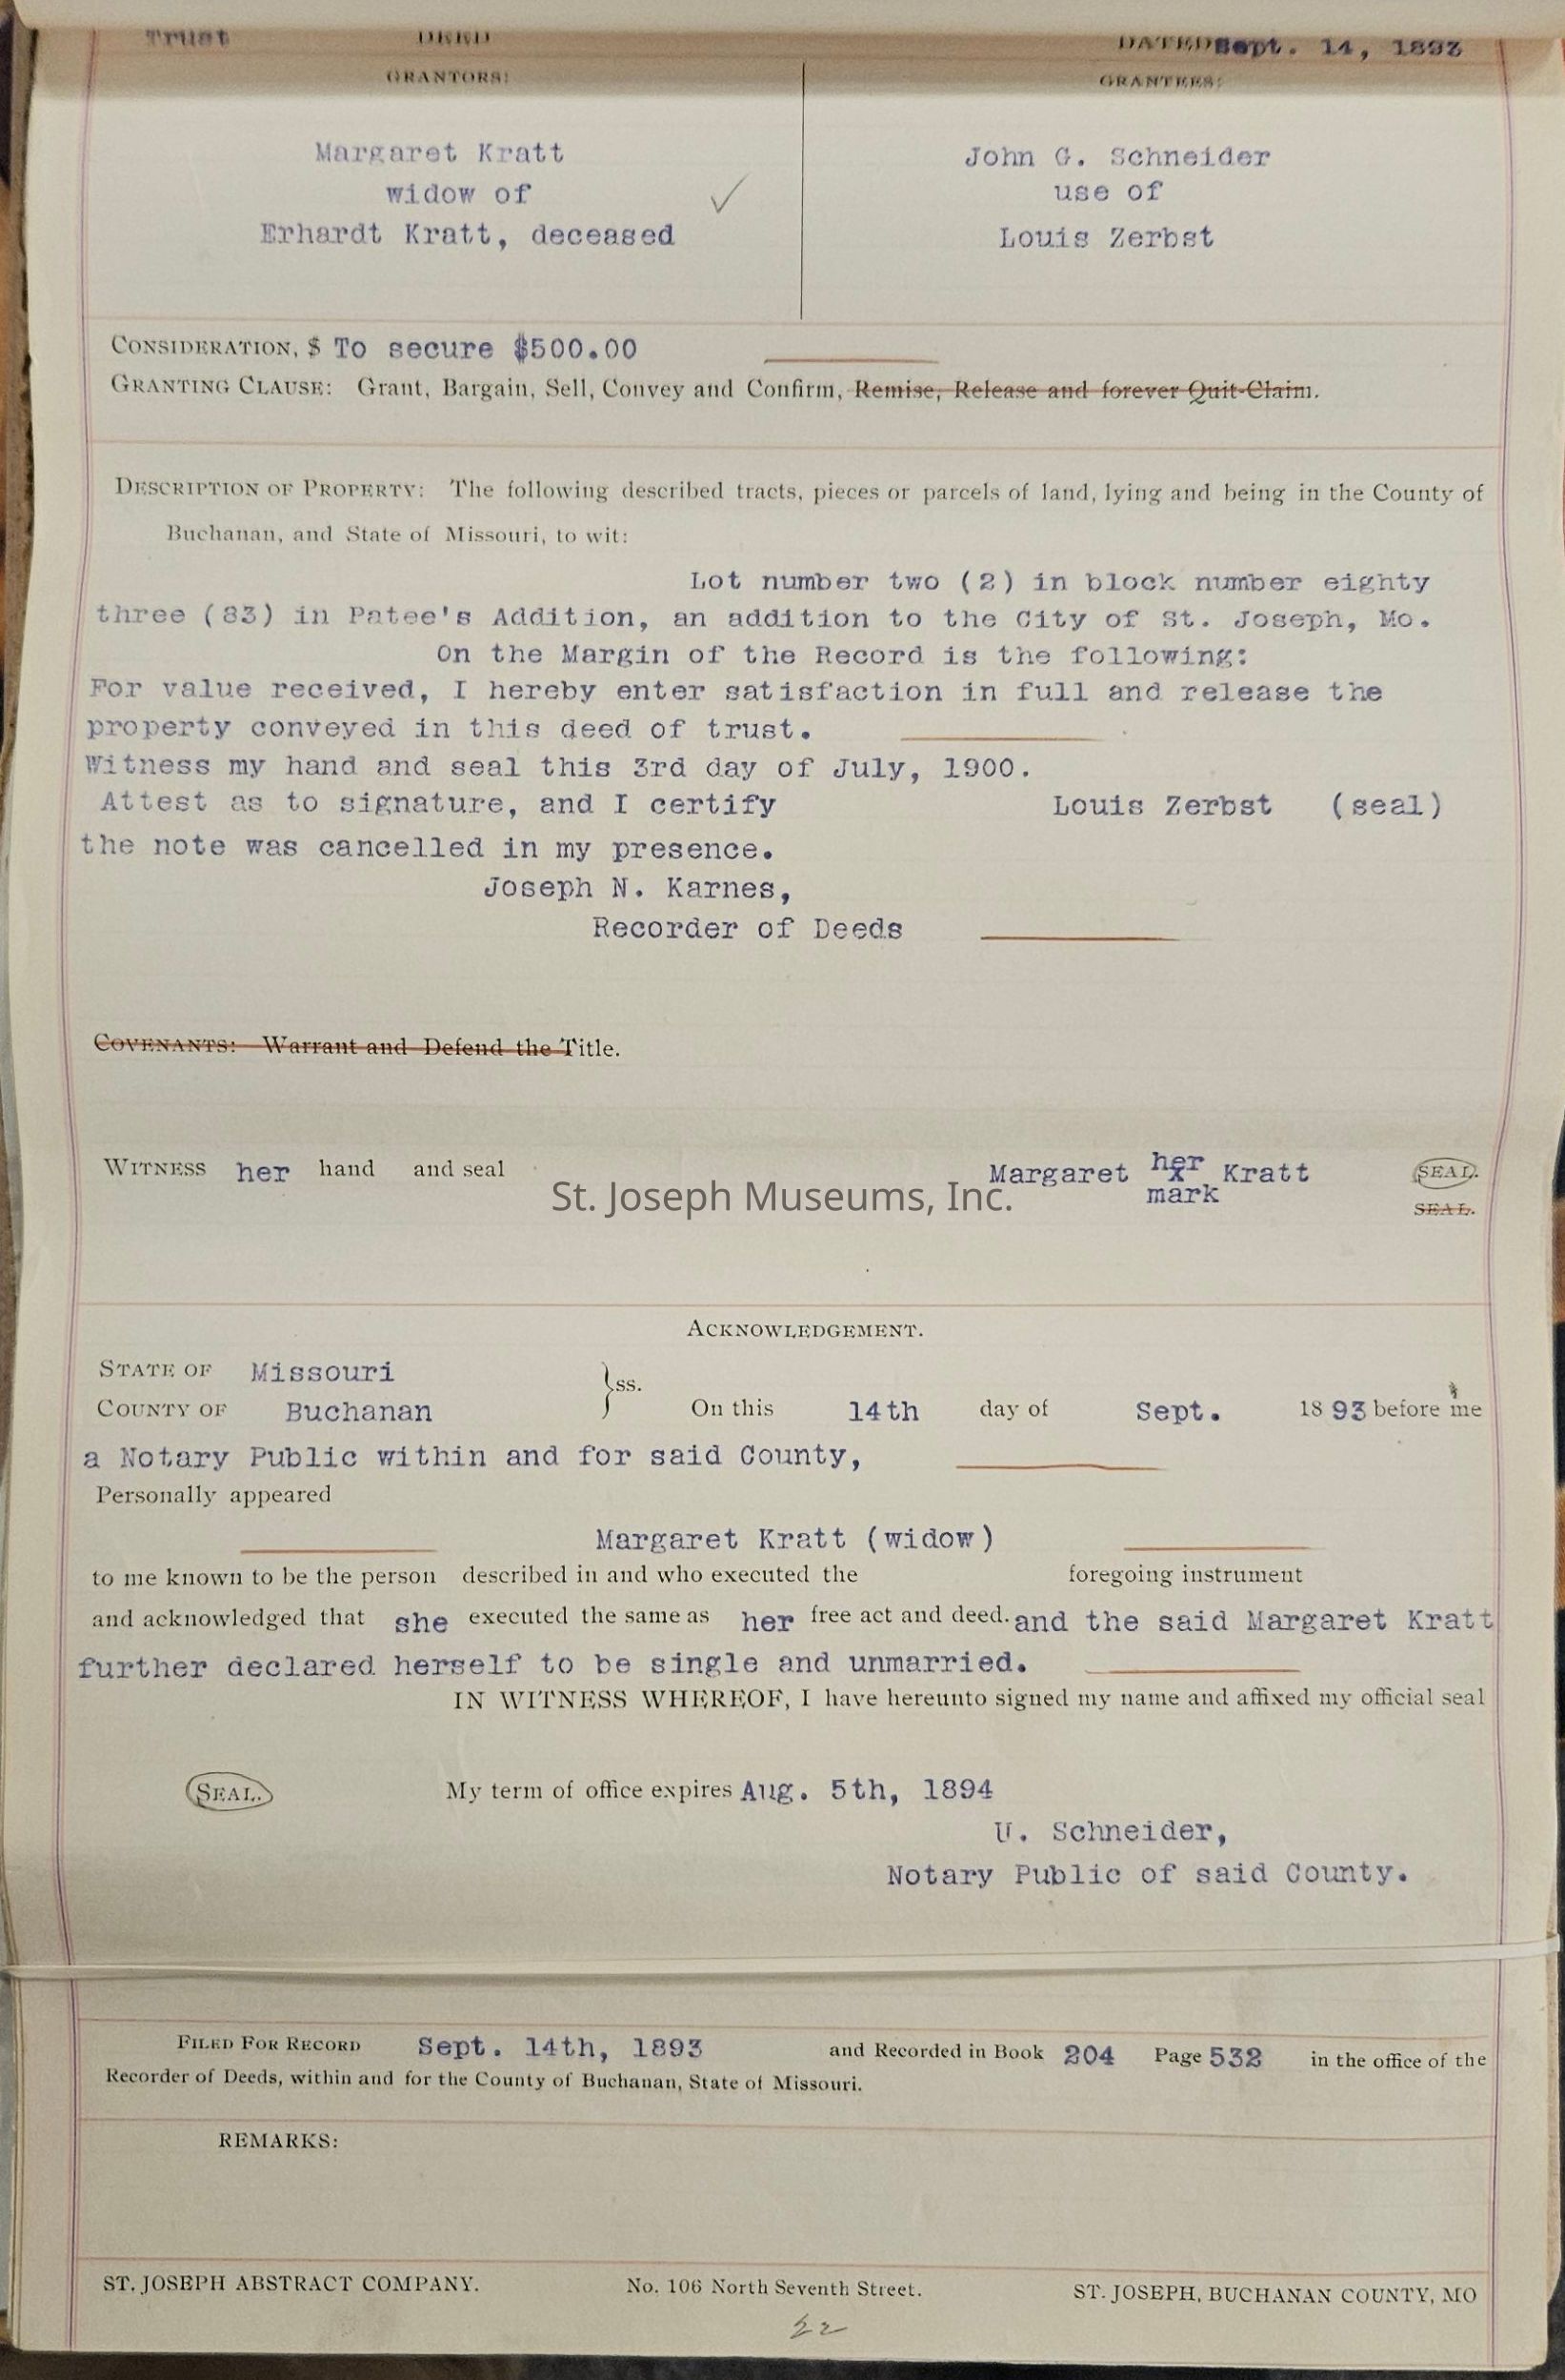 Trust DEED DATED Sept. 14, 1893
GRANTORS: GRANTEES:
Margaret Kratt John G. Schneider
widow of use of
Erhardt Kratt, deceased Louis Zerbst
CONSIDERATION, $ To secure $500.00
GRANTING CLAUSE: Grant, Bargain, Sell, Convey and Confirm, Remise, Release and forever Quit-Claim.
DESCRIPTION OF PROPERTY: The following described tracts, pieces or parcels of land, lying and being in the County of
Buchanan, and State of Missouri, to wit:
Lot number two (2) in block number eighty
three (83) in Patee's Addition, an addition to the City of St. Joseph, Mo.
On the Margin of the Record is the following:
For value received, I hereby enter satisfaction in full and release the
property conveyed in this deed of trust.
Witness my hand and seal this 3rd day of July, 1900.
Attest as to signature, and I certify Louis Zerbst (seal)
the note was cancelled in my presence.
Joseph N. Karnes,
Recorder of Deeds
COVENANTS: Warrant and Defend the Title.
WITNESS her hand and seal Margaret her x mark Kratt SEAL.
SEAL.
St. Joseph Museums, Inc.
ACKNOWLEDGEMENT.
STATE OF Missouri
COUNTY OF Buchanan }ss. On this 14th day of Sept. 1893 before me
a Notary Public within and for said County,
Personally appeared
Margaret Kratt (widow)
to me known to be the person described in and who executed the foregoing instrument
and acknowledged that she executed the same as her free act and deed. and the said Margaret Kratt
further declared herself to be single and unmarried.
IN WITNESS WHEREOF, I have hereunto signed my name and affixed my official seal
SEAL. My term of office expires Aug. 5th, 1894
U. Schneider,
Notary Public of said County.
FILED FOR RECORD Sept. 14th, 1893 and Recorded in Book 204 Page 532 in the office of the
Recorder of Deeds, within and for the County of Buchanan, State of Missouri.
REMARKS:
ST. JOSEPH ABSTRACT COMPANY. No. 106 North Seventh Street. ST. JOSEPH, BUCHANAN COUNTY, MO
22